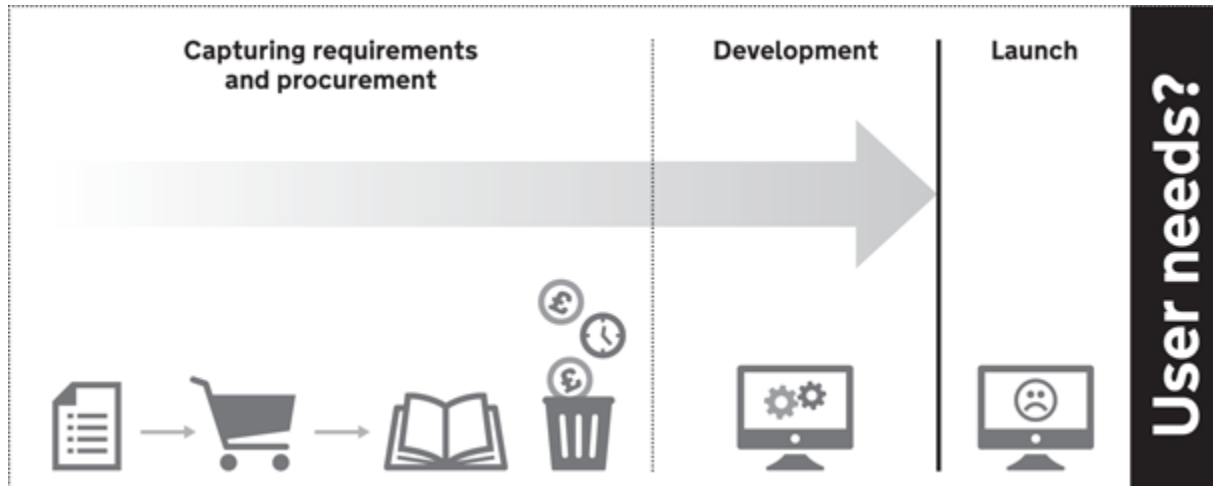 Capturing requirements
and procurement
Development
Launch
User needs?
£
£